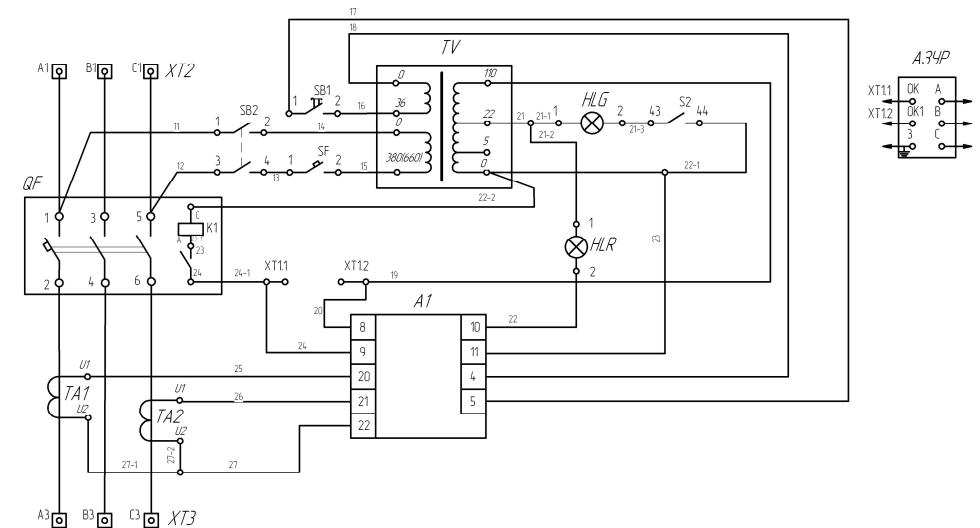 17
18
A1 B1 C1 XT2
TV
0 110
А.ЗЧР
SB1
1 2 16
36
XT1.1 OK A
XT1.2 OK1 B
3 C
SB2
11 1 2 14
0
22 21 21-1 1 HLG 2 21-3 43 S2 44
21-2
3 4 13 1 SF 2 15
12
380(660)
5
0
22-1
22-2
QF
1 3 5
C
K1
A
23
24
2 4 6
24-1 XT1.1 XT1.2 19
1
HLR
2
23
20
A1
22
8 10
24
9 11
25
20 4
26
21 5
22
U1
TA1
U2
U1
TA2
U2
27-1 27-2 27
A3 B3 C3 XT3